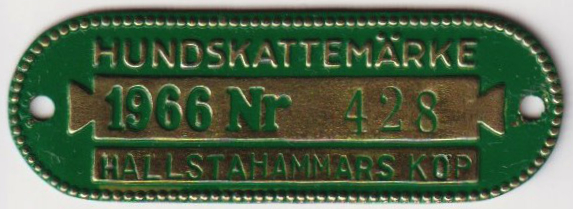 HUNDSKATTEMÄRKE
1966 Nr 428
HALLSTAHAMMARS KÖP